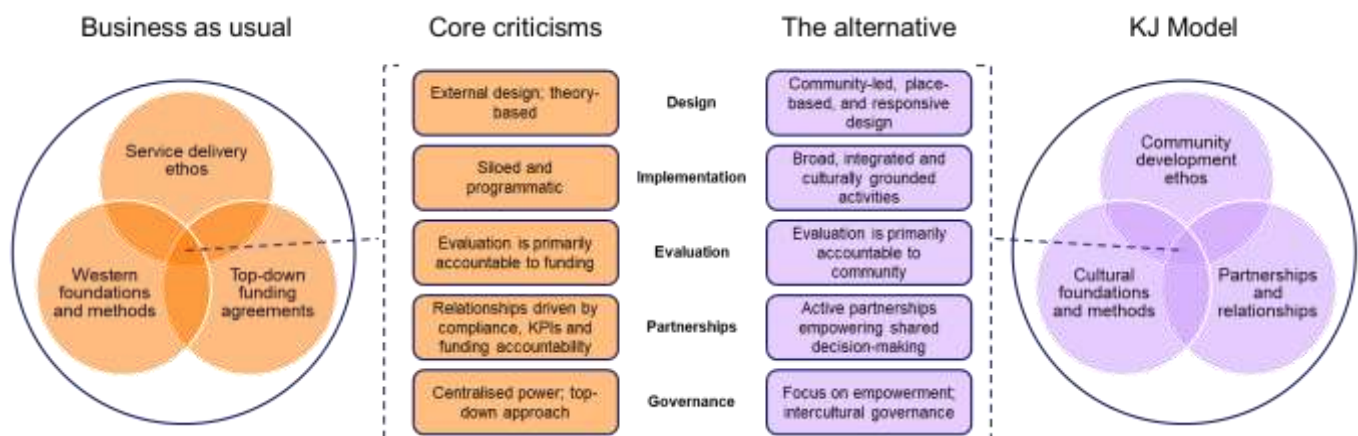 Business as usual
Core criticisms
The alternative
KJ Model
Service delivery
ethos
Western
foundations
and methods
Top-down
funding
agreements
External design; theory-
based
Design
Community-led, place-
based, and responsive
design
Siloed and
programmatic
Implementation
Broad, integrated and
culturally grounded
activities
Evaluation is primarily
accountable to funding
Evaluation
Evaluation is primarily
accountable to
community
Relationships driven by
compliance, KPIs and
funding accountability
Partnerships
Active partnerships
empowering shared
decision-making
Centralised power; top-
down approach
Governance
Focus on empowerment;
intercultural governance
Community
development
ethos
Cultural
foundations
and methods
Partnerships
and
relationships